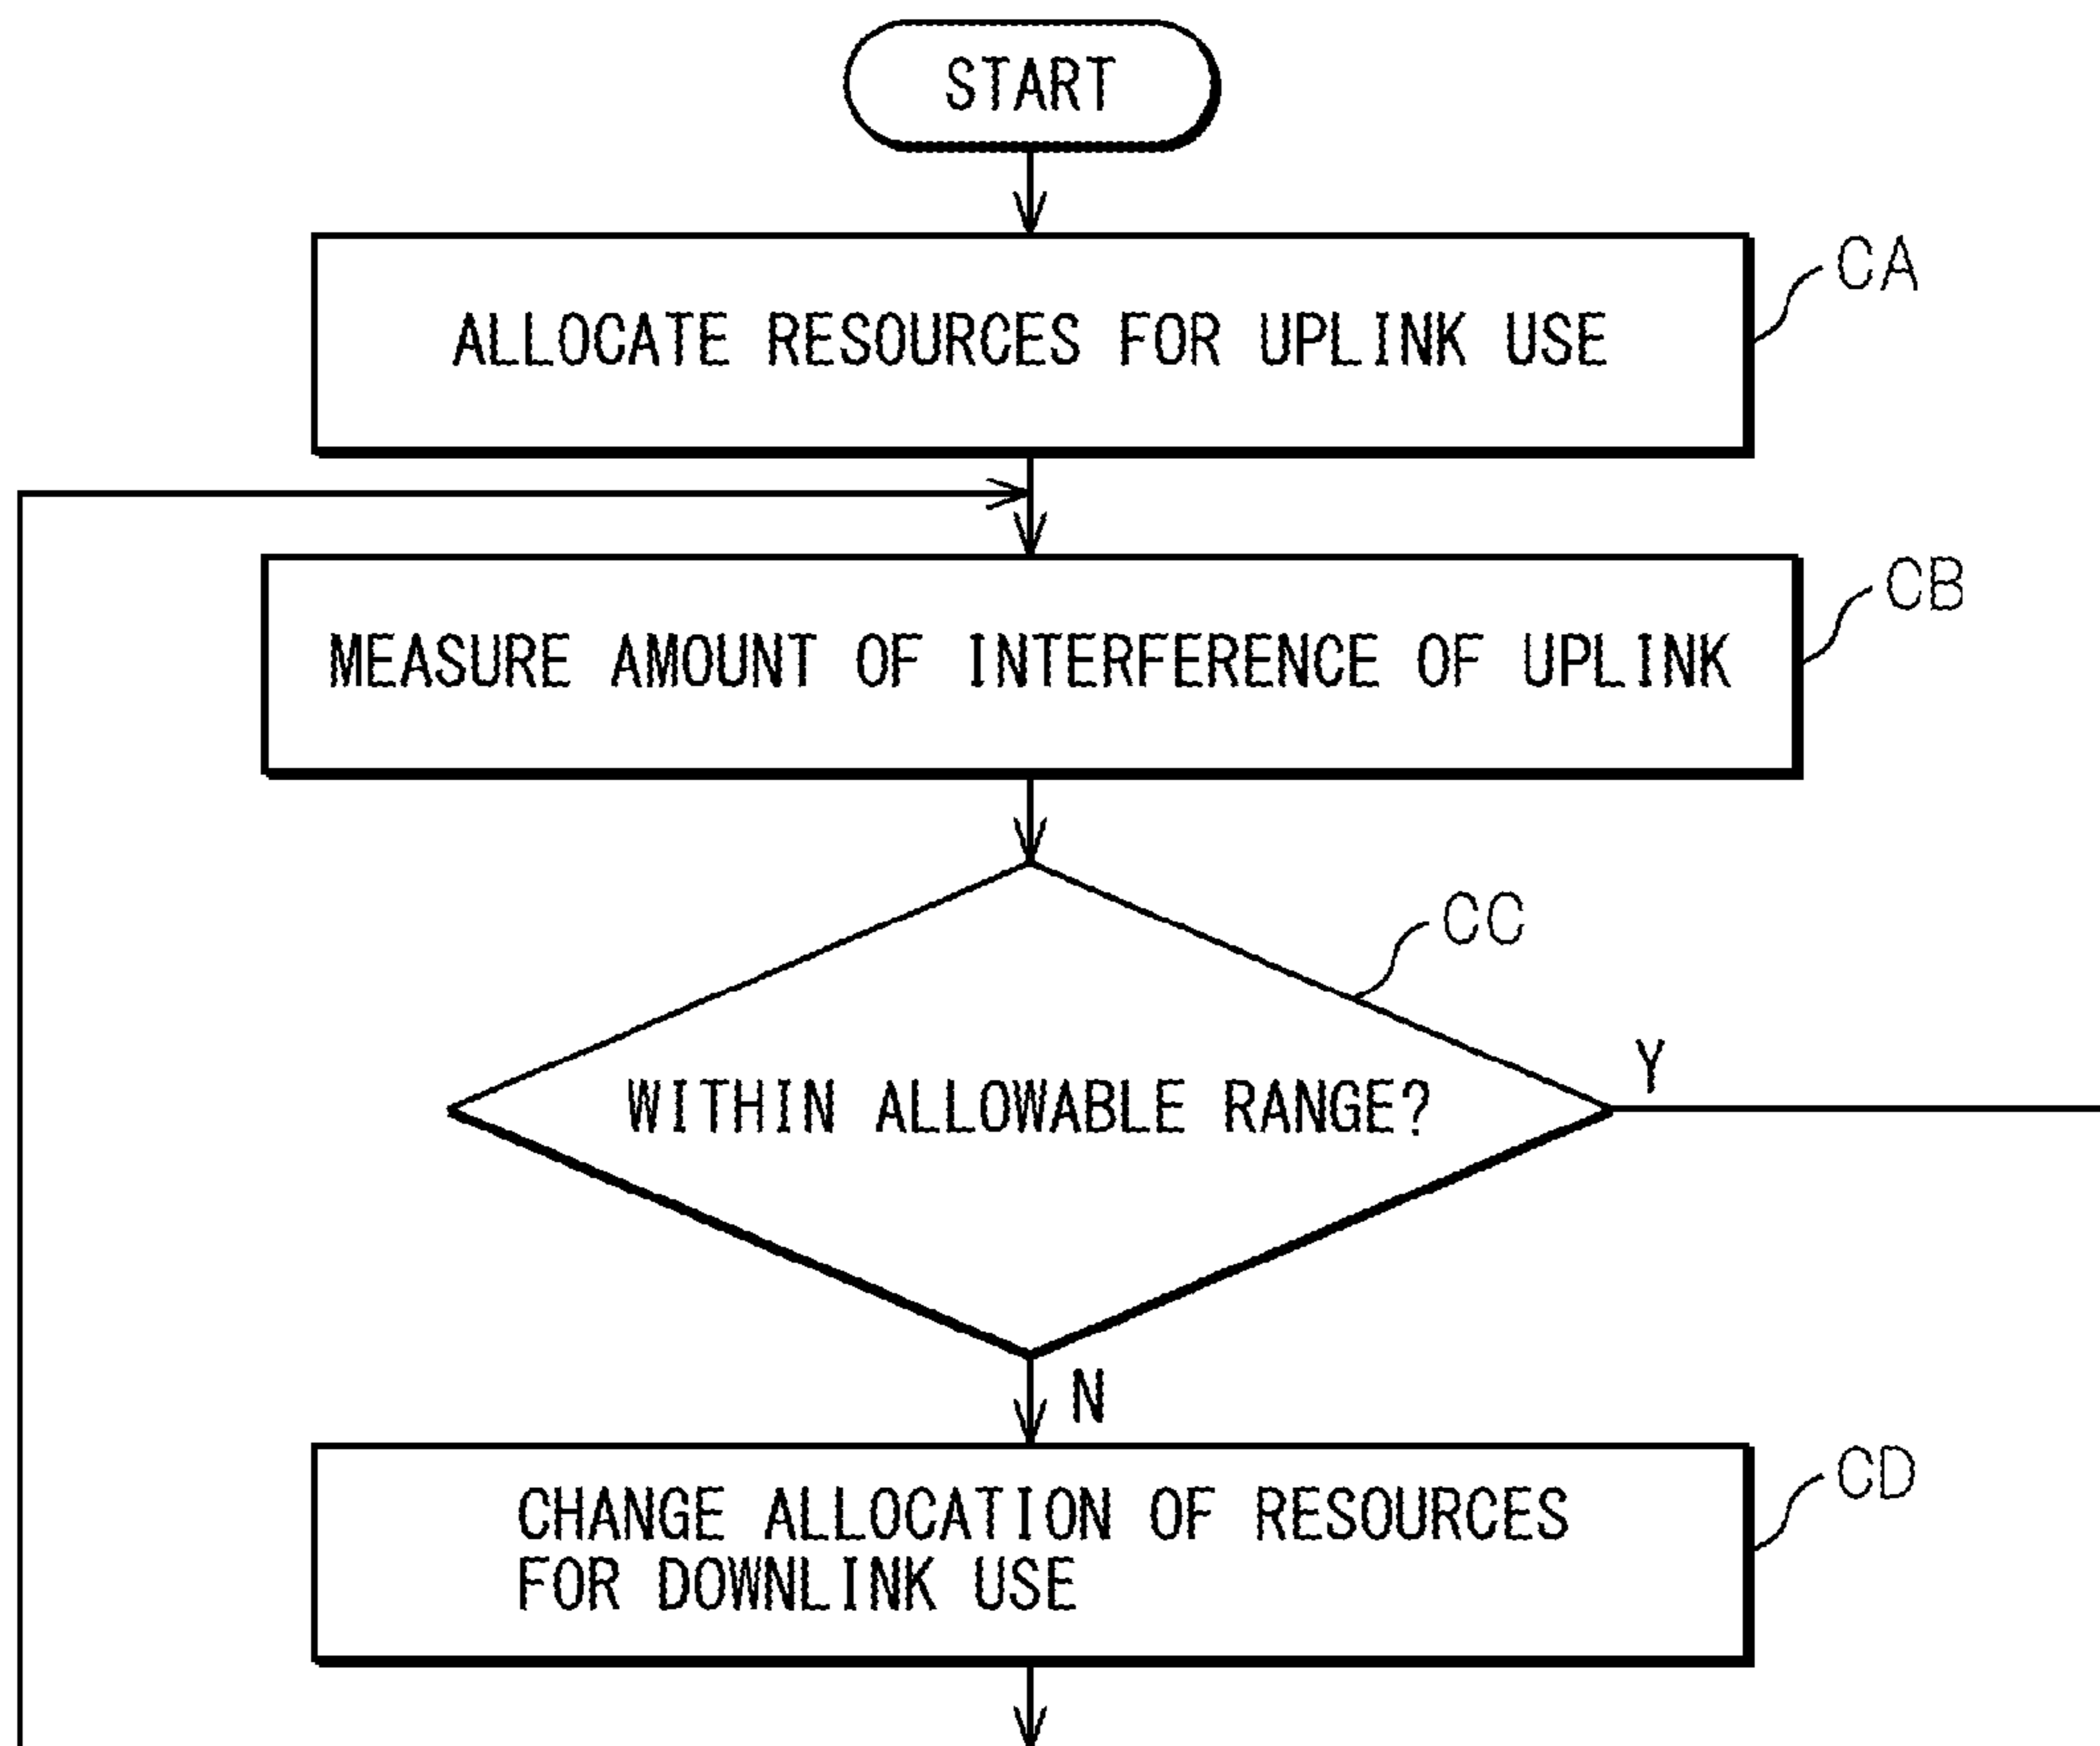 START
CA
ALLOCATE RESOURCES FOR UPLINK USE
CB
MEASURE AMOUNT OF INTERFERENCE OF UPLINK
CC
WITHIN ALLOWABLE RANGE?
Y
N
CD
CHANGE ALLOCATION OF RESOURCES
FOR DOWNLINK USE